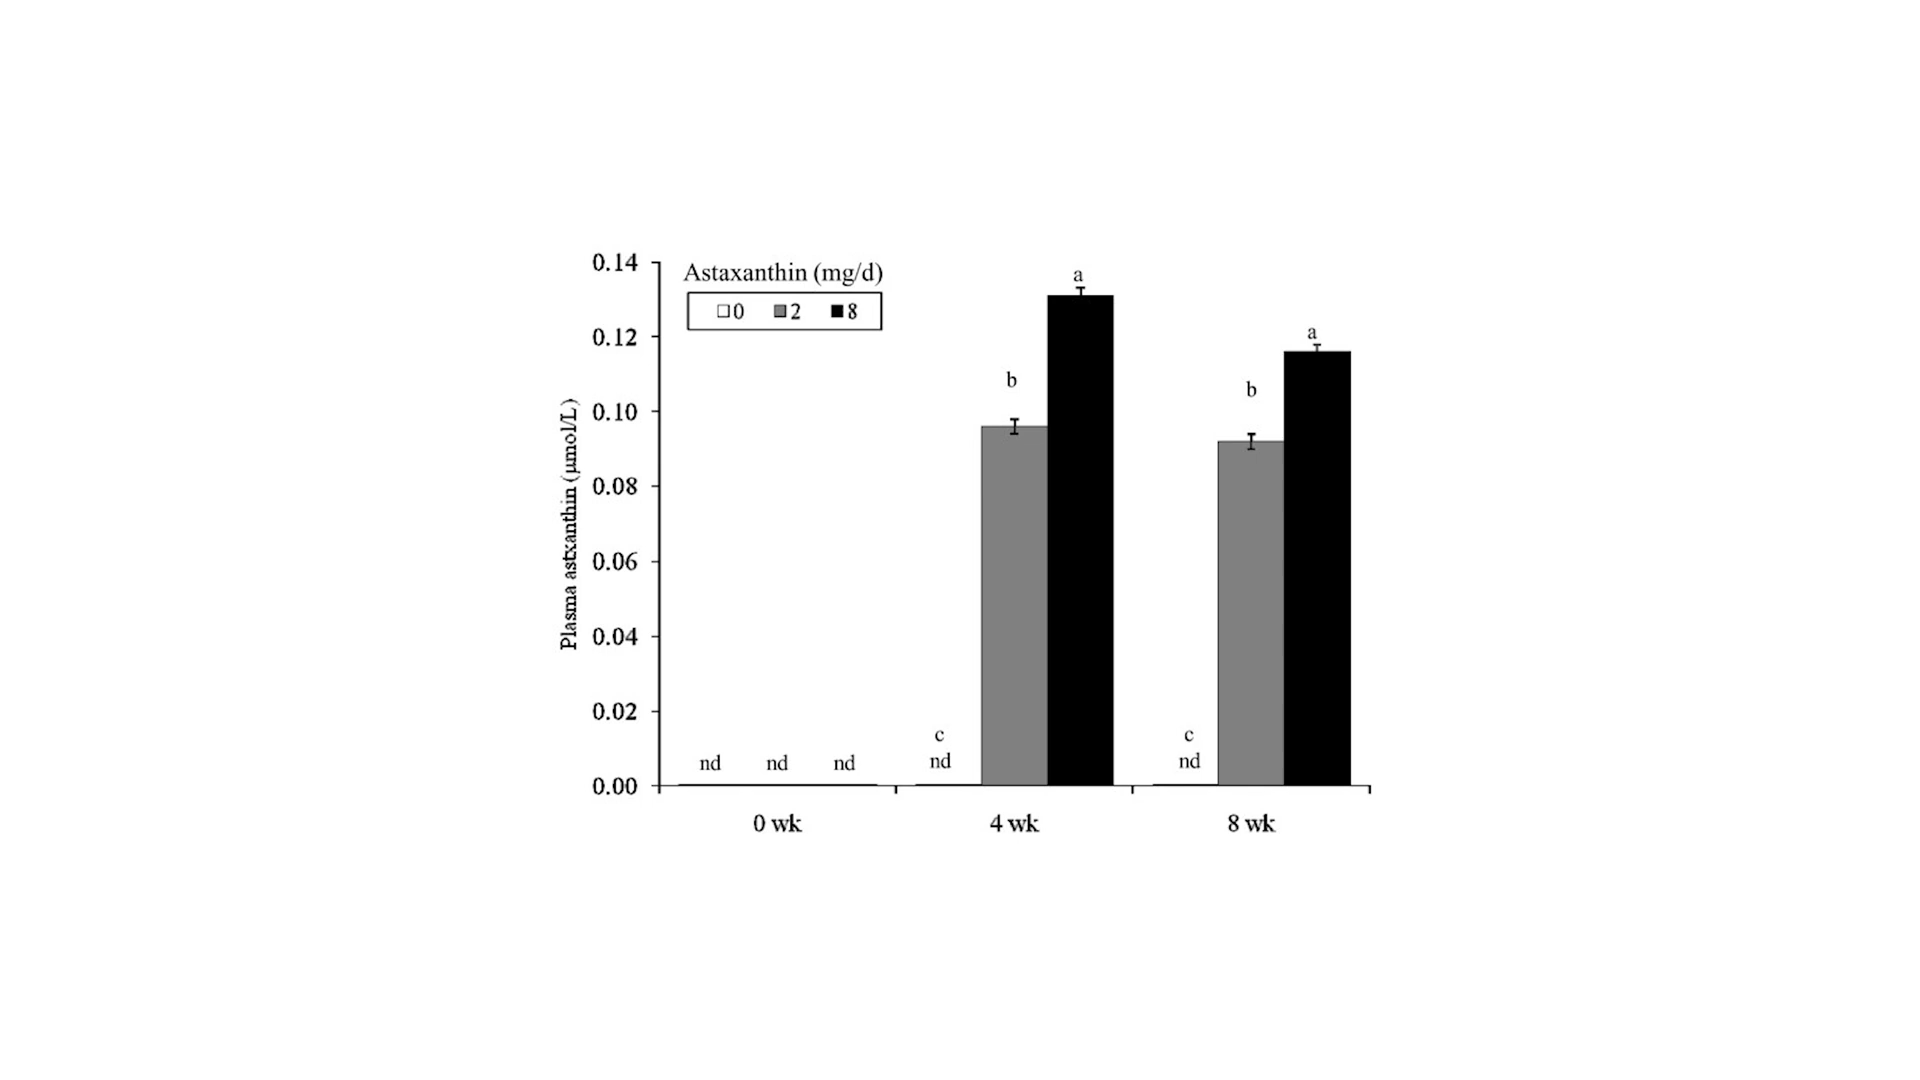 Astaxanthin (mg/d)
0 2 8
Plasma astxanthin (μmol/L)
0.14
0.12
0.10
0.08
0.06
0.04
0.02
0.00
nd nd nd
c
nd
b
a
c
nd
b
a
0 wk 4 wk 8 wk